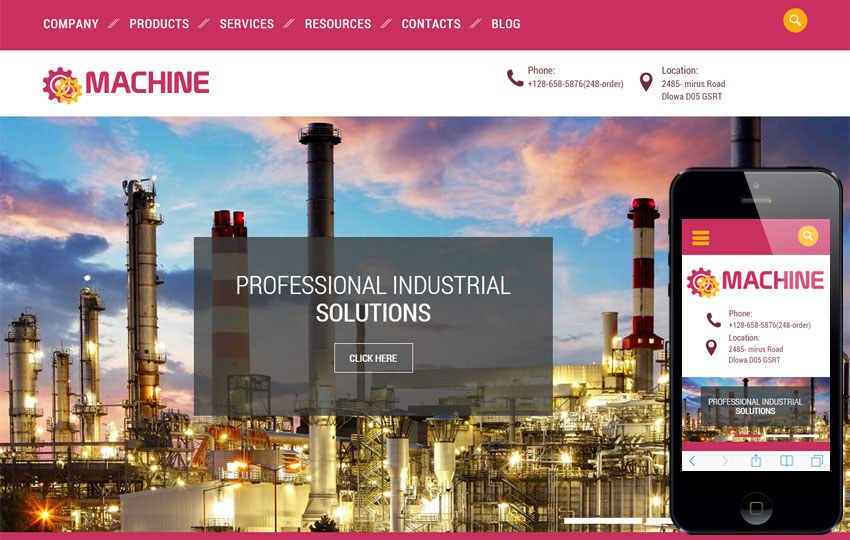 COMPANY // PRODUCTS // SERVICES // RESOURCES // CONTACTS // BLOG
MACHINE
Phone:
+128-658-5876(248-order)
Location:
2485- mirus Road
Dlowa D05 GSRT
PROFESSIONAL INDUSTRIAL
SOLUTIONS
CLICK HERE
MACHINE
Phone:
+128-658-5876(248-order)
Location:
2485- mirus Road
Dlowa D05 GSRT
PROFESSIONAL INDUSTRIAL
SOLUTIONS